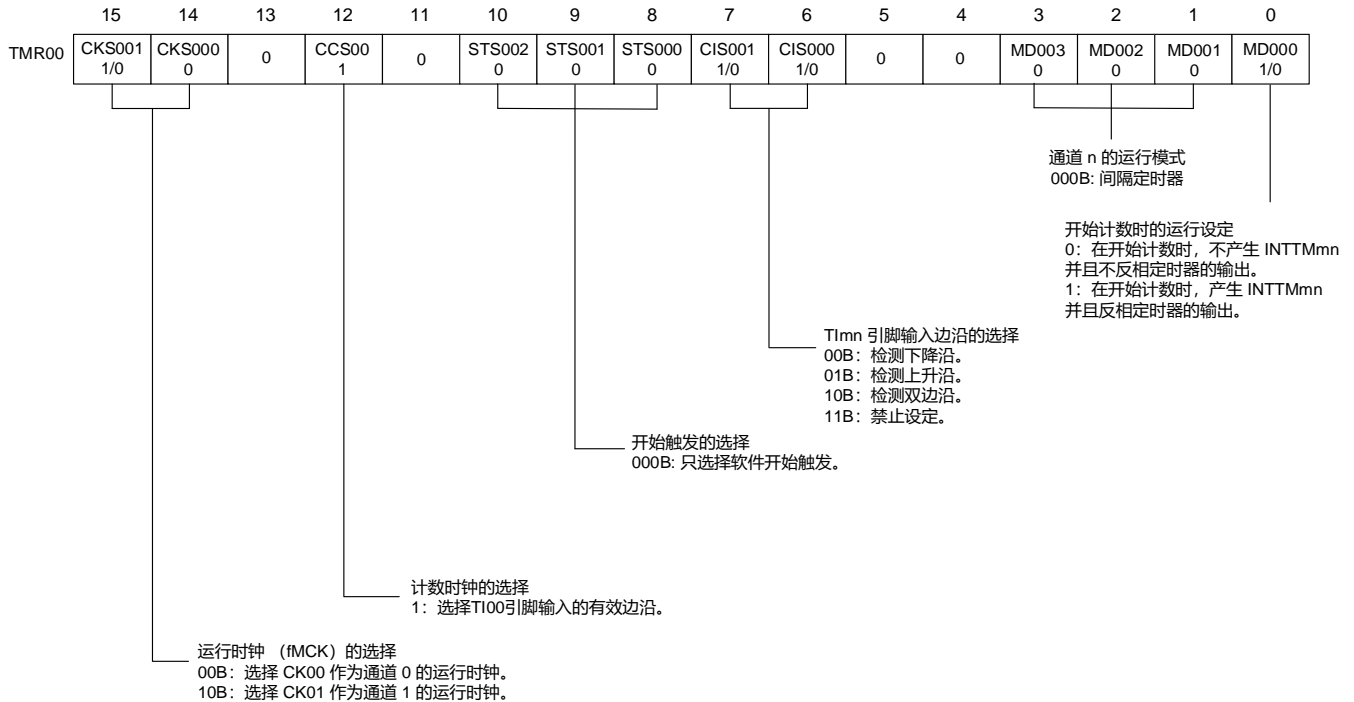 15 14 13 12 11 10 9 8 7 6 5 4 3 2 1 0
TMR00 CKS001 CKS000 0 CCS00 0 STS002 STS001 STS000 CIS001 CIS000 0 0 MD003 MD002 MD001 MD000
1/0 0 1 0 0 0 1/0 1/0 0 0 0 1/0
通道 n 的运行模式
000B: 间隔定时器
开始计数时的运行设定
0：在开始计数时，不产生 INTTMmn
并且不反相定时器的输出。
1：在开始计数时，产生 INTTMmn
并且反相定时器的输出。
TImn 引脚输入边沿的选择
00B：检测下降沿。
01B：检测上升沿。
10B：检测双边沿。
11B：禁止设定。
开始触发的选择
000B: 只选择软件开始触发。
计数时钟的选择
1：选择TI00引脚输入的有效边沿。
运行时钟 （fMCK）的选择
00B：选择 CK00 作为通道 0 的运行时钟。
10B：选择 CK01 作为通道 1 的运行时钟。